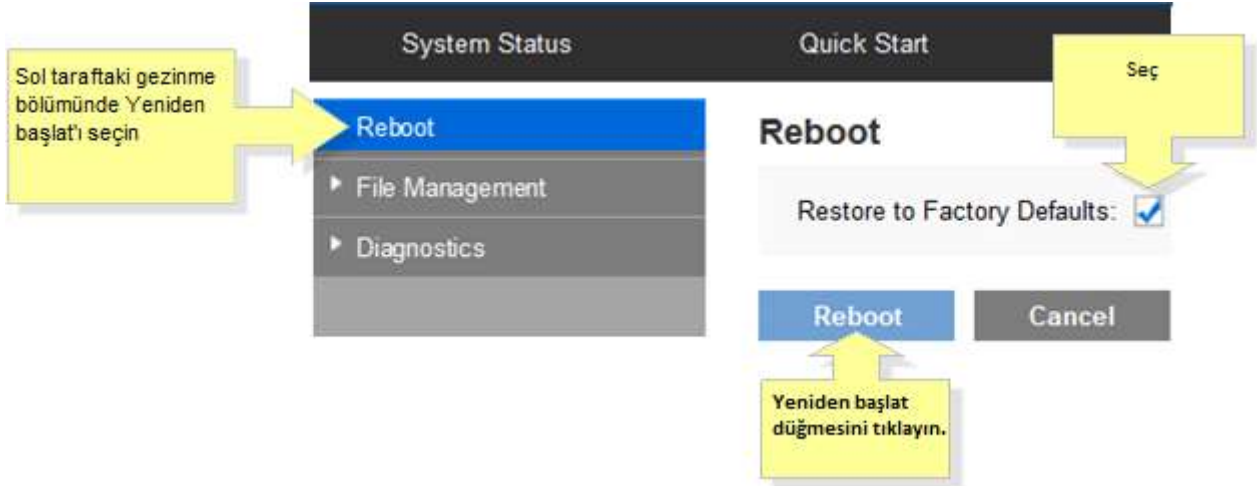 System Status
Quick Start
Sol taraftaki gezinme
bölümünde Yeniden
başlat'ı seçin
Seç
Reboot
File Management
Diagnostics
Reboot
Restore to Factory Defaults:
Reboot
Cancel
Yeniden başlat
düğmesini tıklayın.